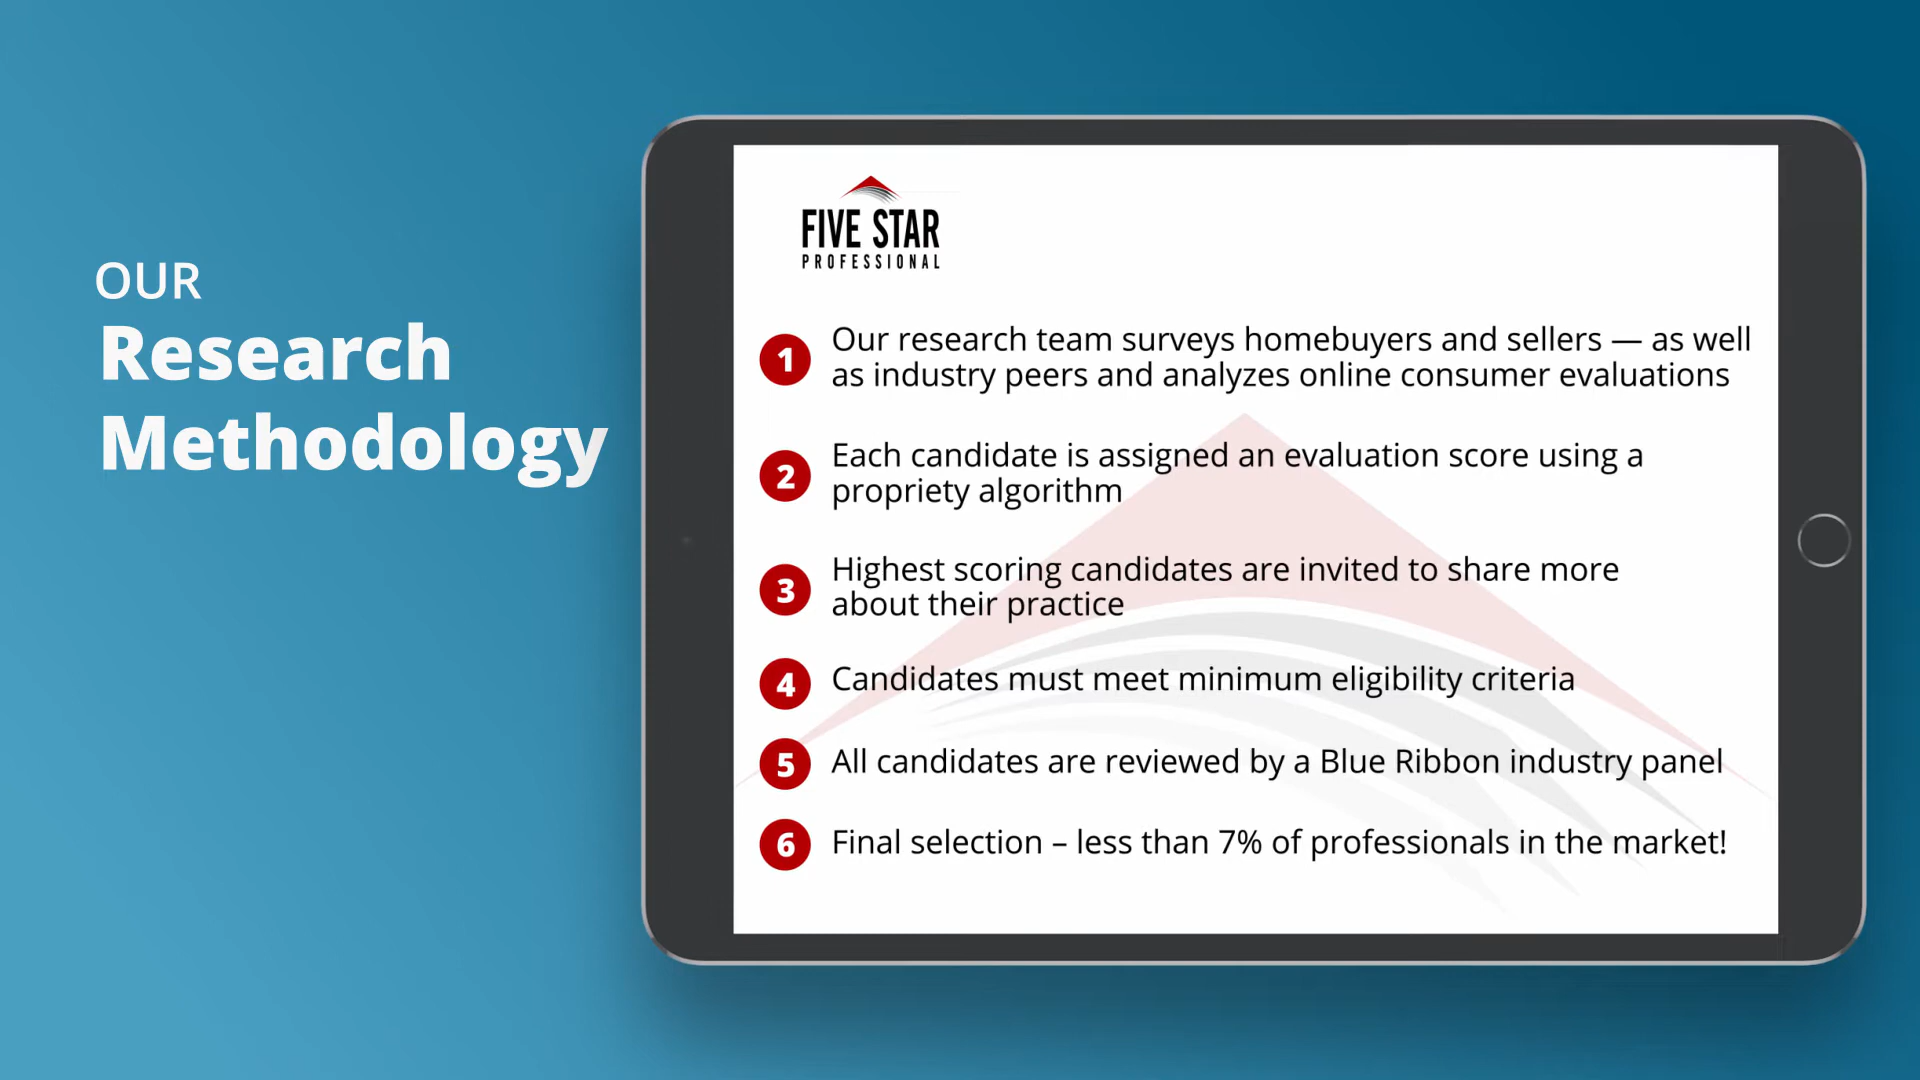 OUR
Research
Methodology
FIVE STAR
PROFESSIONAL
1 Our research team surveys homebuyers and sellers — as well
as industry peers and analyzes online consumer evaluations
2 Each candidate is assigned an evaluation score using a
propriety algorithm
3 Highest scoring candidates are invited to share more
about their practice
4 Candidates must meet minimum eligibility criteria
5 All candidates are reviewed by a Blue Ribbon industry panel
6 Final selection – less than 7% of professionals in the market!